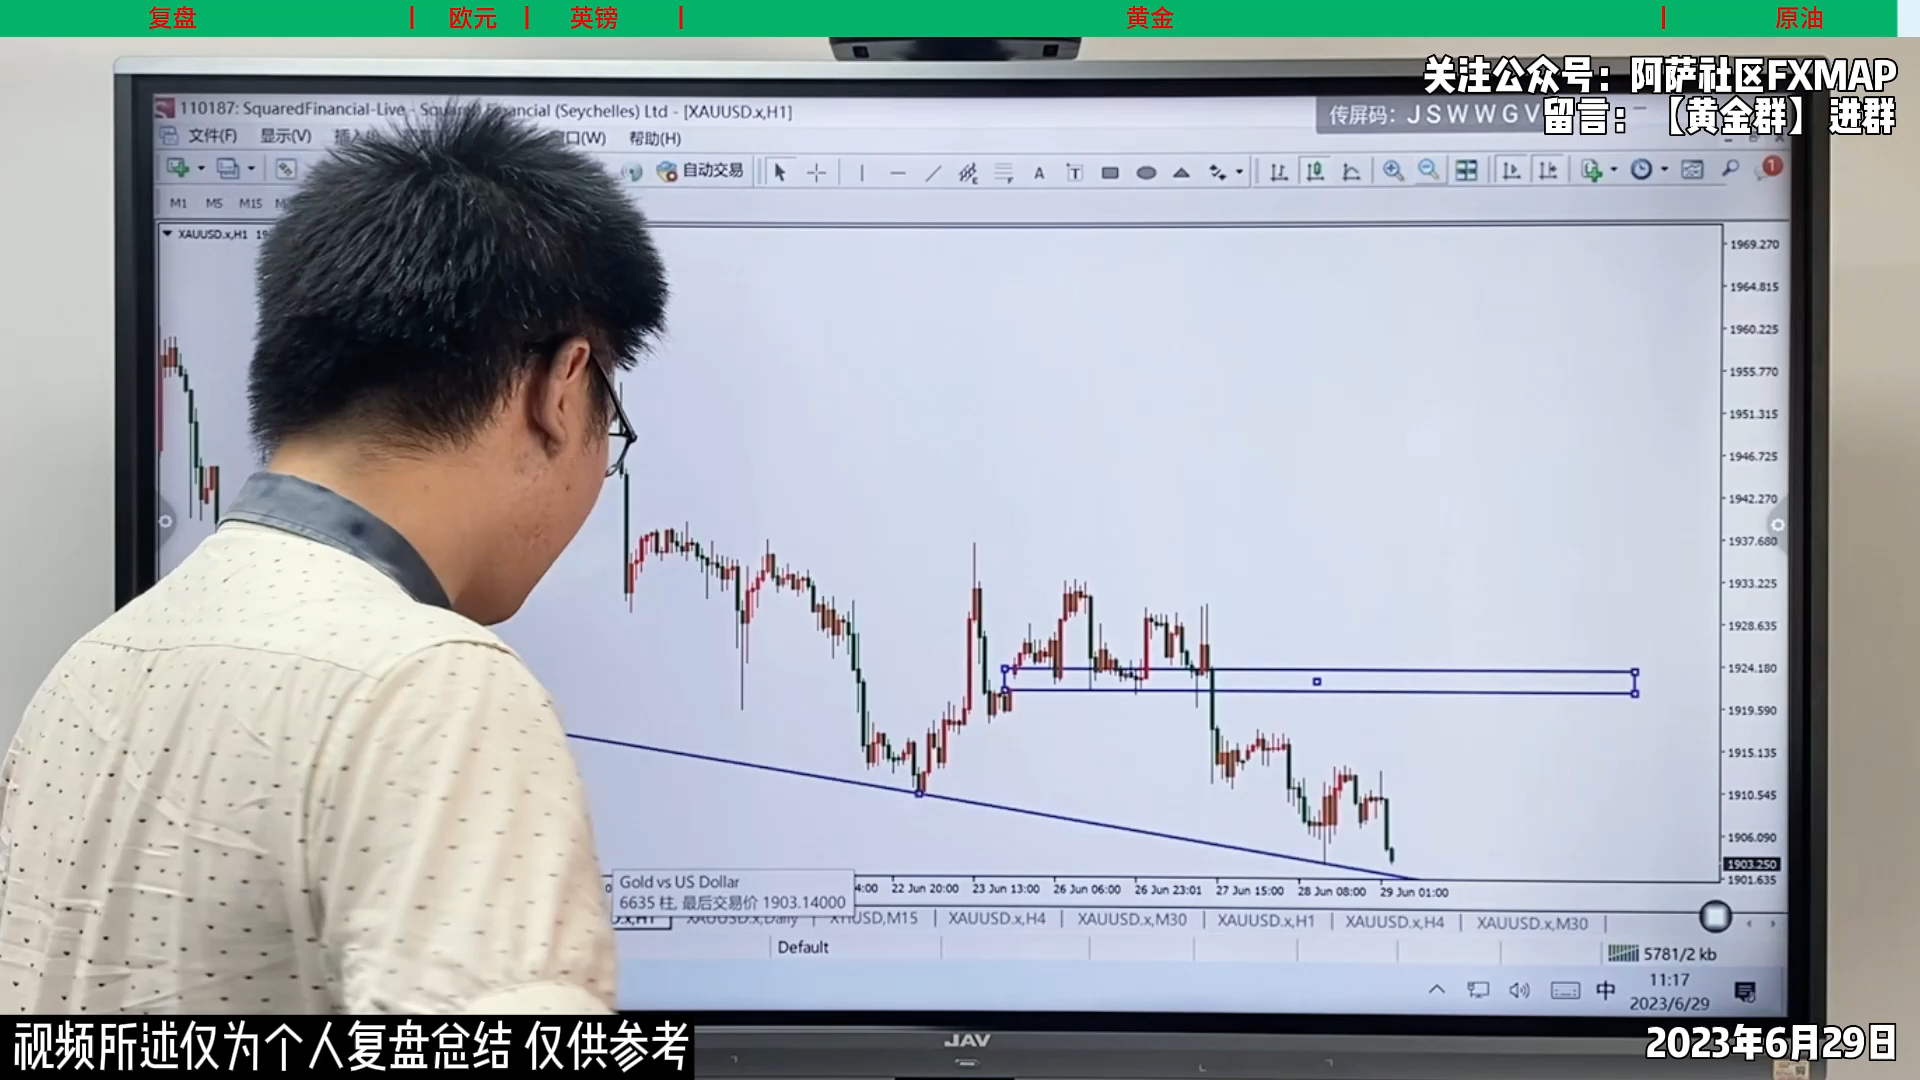 复盘 | 欧元 | 英镑 | 黄金 | 原油
关注公众号：阿萨社区FXMAP
留言：【黄金群】进群
110187: SquaredFinancial-Live - Squared Financial (Seychelles) Ltd - [XAUUSD.x,H1]
传屏码：JSWWGV
文件(F) 显示(V) 帮助(H)
自动交易
A T
1
M1 M5 M15
XAUUSD.x,H1
1969.270
1964.815
1960.225
1955.770
1951.315
1946.725
1942.270
1937.680
1933.225
1928.635
1924.180
1919.590
1915.135
1910.545
1906.090
1903.250
1901.635
Gold vs US Dollar
6635 柱, 最后交易价 1903.14000
22 Jun 20:00 23 Jun 13:00 26 Jun 06:00 26 Jun 23:01 27 Jun 15:00 28 Jun 08:00 29 Jun 01:00
XAUUSD.x,Daily XTIUSD,M15 XAUUSD.x,H4 XAUUSD.x,M30 XAUUSD.x,H1 XAUUSD.x,H4 XAUUSD.x,M30
Default
5781/2 kb
中
11:17
2023/6/29
JAV
视频所述仅为个人复盘总结 仅供参考
2023年6月29日